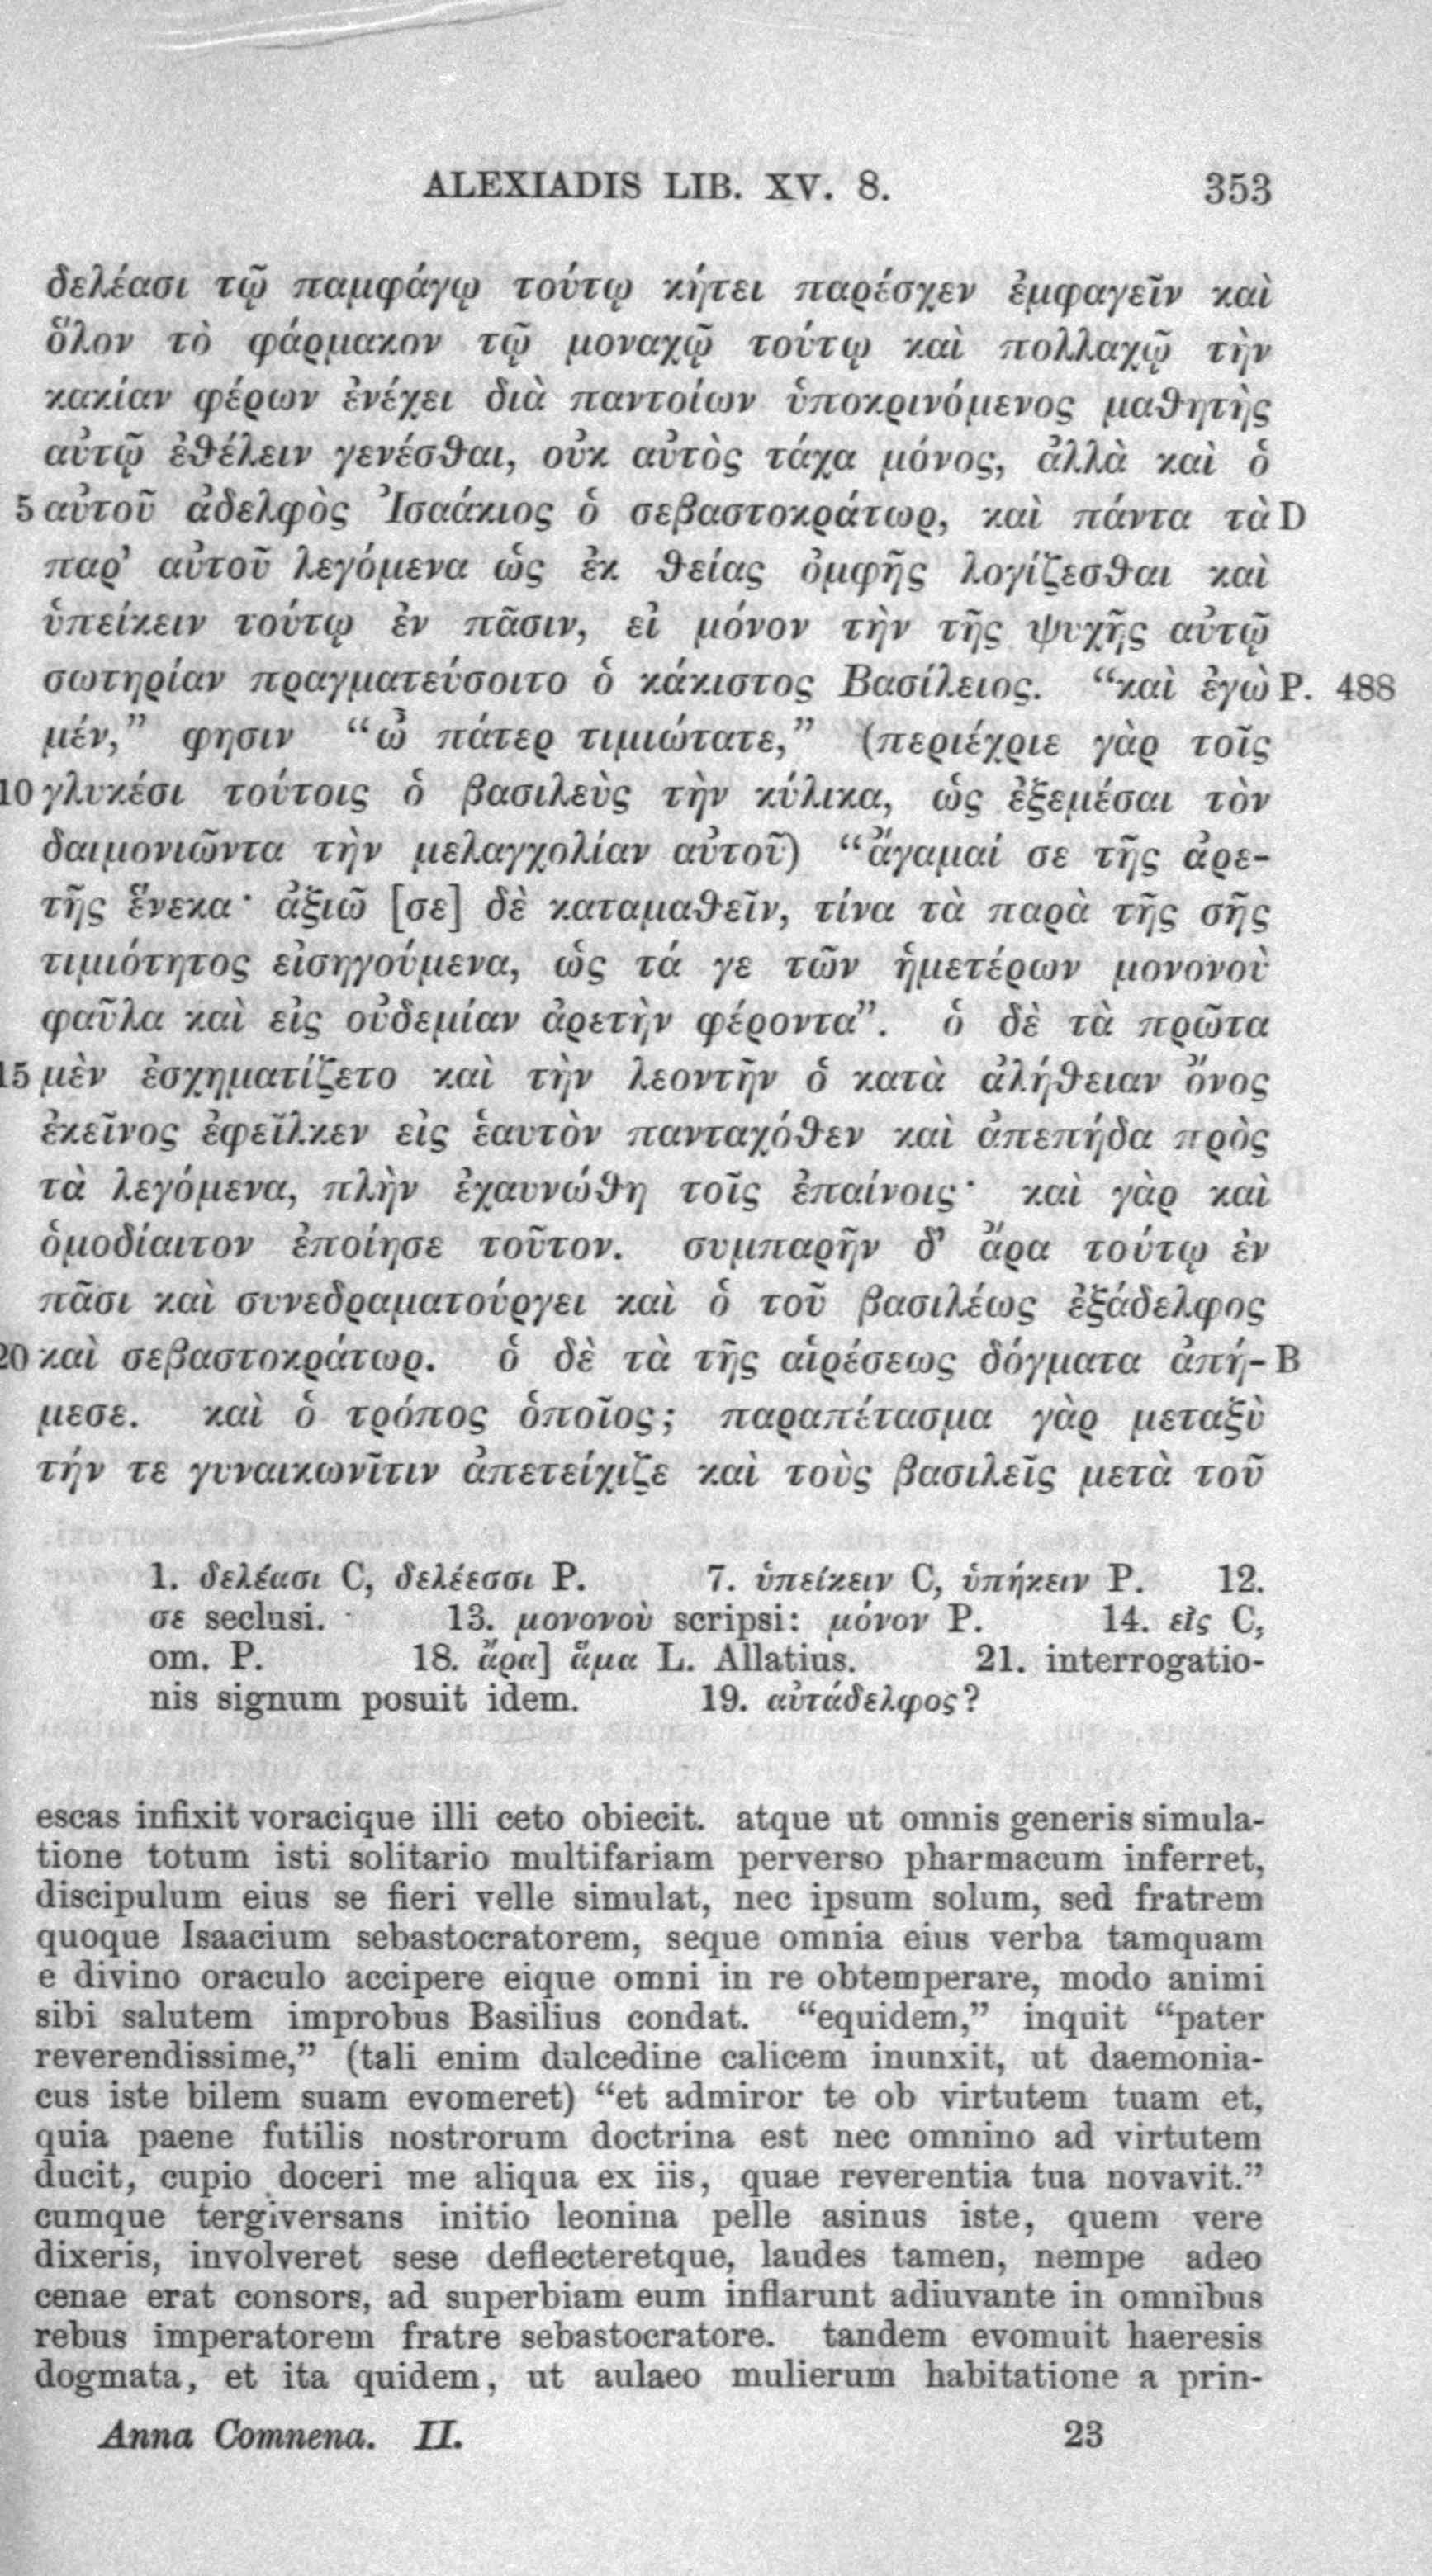 ALEXIADIS LIB. XV. 8. 353
δελέασι τῷ παμφάγῳ τούτῳ κήτει παρέσχεν ἐμφαγεῖν καὶ
ὅλον τὸ φάρμακον τῷ μοναχῷ τούτῳ καὶ πολλαχῷ τὴν
κακίαν φέρων ἐνέχει διὰ παντοίων ὑποκρινόμενος μαθητὴς
αὐτῷ ἐθέλειν γενέσθαι, οὐκ αὐτὸς τάχα μόνος, ἀλλὰ καὶ ὁ
5 αὐτοῦ ἀδελφὸς Ἰσαάκιος ὁ σεβαστοκράτωρ, καὶ πάντα τὰ D
παρ’ αὐτοῦ λεγόμενα ὡς ἐκ θείας ὀμφῆς λογίζεσθαι καὶ
ὑπείκειν τούτῳ ἐν πᾶσιν, εἰ μόνον τὴν τῆς ψυχῆς αὐτῷ
σωτηρίαν πραγματεύσοιτο ὁ κάκιστος Βασίλειος. “καὶ ἐγὼ P. 488
μέν,” φησιν “ὦ πάτερ τιμιώτατε,” (περιέχριε γὰρ τοῖς
10 γλυκέσι τούτοις ὁ βασιλεὺς τὴν κύλικα, ὡς ἐξεμέσαι τὸν
δαιμονιῶντα τὴν μελαγχολίαν αὐτοῦ) “ἄγαμαί σε τῆς ἀρε-
τῆς ἕνεκα· ἀξιῶ [σε] δὲ καταμαθεῖν, τίνα τὰ παρὰ τῆς σῆς
τιμιότητος εἰσηγούμενα, ὡς τά γε τῶν ἡμετέρων μονονοὺ
φαῦλα καὶ εἰς οὐδεμίαν ἀρετὴν φέροντα”. ὁ δὲ τὰ πρῶτα
15 μὲν ἐσχηματίζετο καὶ τὴν λεοντῆν ὁ κατὰ ἀλήθειαν ὄνος
ἐκεῖνος ἐφεῖλκεν εἰς ἑαυτὸν πανταχόθεν καὶ ἀπεπήδα πρὸς
τὰ λεγόμενα, πλὴν ἐχαυνώθη τοῖς ἐπαίνοις· καὶ γὰρ καὶ
ὁμοδίαιτον ἐποίησε τοῦτον. συμπαρῆν δ’ ἄρα τούτῳ ἐν
πᾶσι καὶ συνεδραματούργει καὶ ὁ τοῦ βασιλέως ἐξάδελφος
20 καὶ σεβαστοκράτωρ. ὁ δὲ τὰ τῆς αἱρέσεως δόγματα ἀπή- B
μεσε. καὶ ὁ τρόπος ὁποῖος; παραπέτασμα γὰρ μεταξὺ
τήν τε γυναικωνῖτιν ἀπετείχιζε καὶ τοὺς βασιλεῖς μετὰ τοῦ
1. δελέασι C, δελέεσσι P. 7. ὑπείκειν C, ὑπήκειν P. 12.
σε seclusi. 13. μονονοὺ scripsi: μόνον P. 14. εἰς C,
om. P. 18. ἄρα] ἅμα L. Allatius. 21. interrogatio-
nis signum posuit idem. 19. αὐτάδελφος?
escas infixit voracique illi ceto obiecit. atque ut omnis generis simula-
tione totum isti solitario multifariam perverso pharmacum inferret,
discipulum eius se fieri velle simulat, nec ipsum solum, sed fratrem
quoque Isaacium sebastocratorem, seque omnia eius verba tamquam
e divino oraculo accipere eique omni in re obtemperare, modo animi
sibi salutem improbus Basilius condat. “equidem,” inquit “pater
reverendissime,” (tali enim dulcedine calicem inunxit, ut daemonia-
cus iste bilem suam evomeret) “et admiror te ob virtutem tuam et,
quia paene futilis nostrorum doctrina est nec omnino ad virtutem
ducit, cupio doceri me aliqua ex iis, quae reverentia tua novavit.”
cumque tergiversans initio leonina pelle asinus iste, quem vere
dixeris, involveret sese deflecteretque, laudes tamen, nempe adeo
cenae erat consors, ad superbiam eum inflarunt adiuvante in omnibus
rebus imperatorem fratre sebastocratore. tandem evomuit haeresis
dogmata, et ita quidem, ut aulaeo mulierum habitatione a prin-
Anna Comnena. II. 23